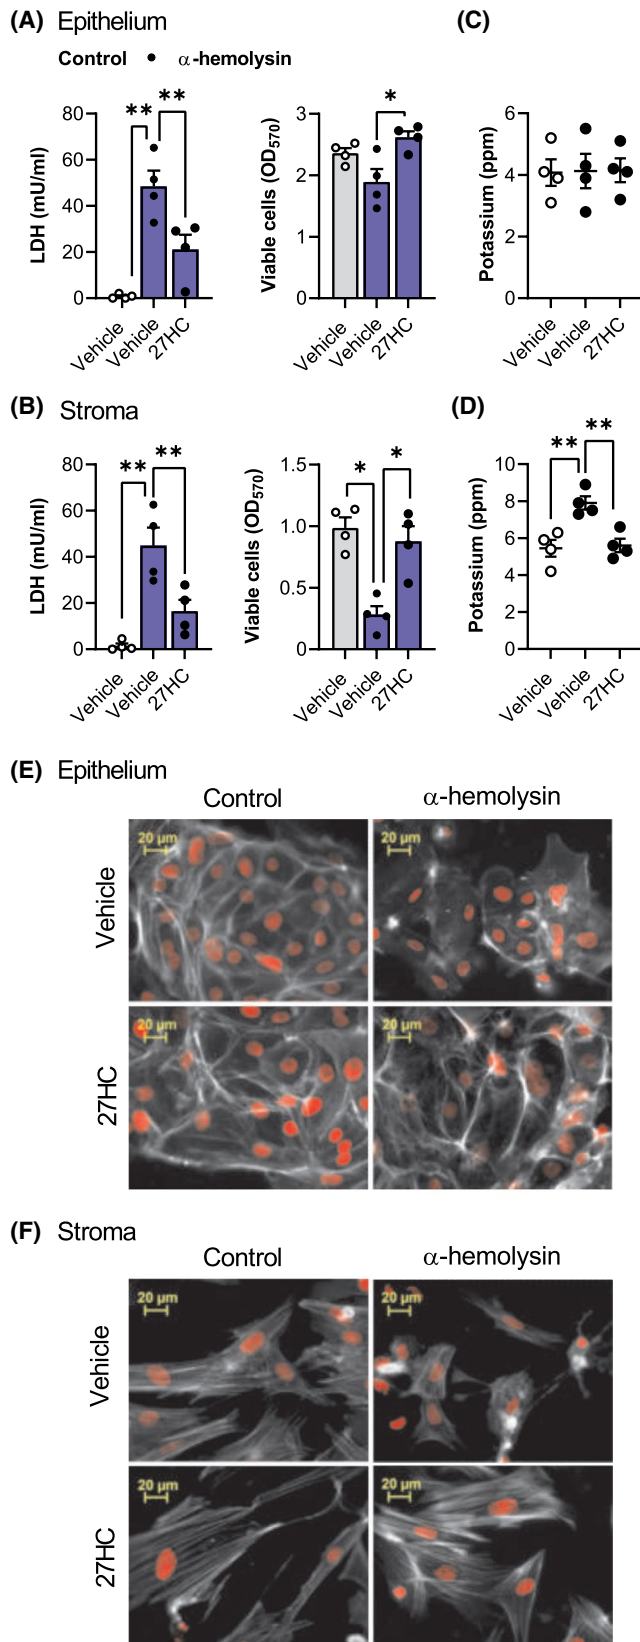 (A) Epithelium
Control ● α-hemolysin
LDH (mU/ml)
80
60
40
20
0
** **
Vehicle
Vehicle
27HC
Viable cells (OD570)
3
2
1
0
*
Vehicle
Vehicle
27HC
(C)
Potassium (ppm)
6
4
2
0
Vehicle
Vehicle
27HC
(B) Stroma
LDH (mU/ml)
80
60
40
20
0
** **
Vehicle
Vehicle
27HC
Viable cells (OD570)
1.5
1.0
0.5
0
* *
Vehicle
Vehicle
27HC
(D)
Potassium (ppm)
10
8
6
4
2
0
** **
Vehicle
Vehicle
27HC
(E) Epithelium
Control α-hemolysin
Vehicle
20 µm 20 µm
27HC
20 µm 20 µm
(F) Stroma
Control α-hemolysin
Vehicle
20 µm 20 µm
27HC
20 µm 20 µm